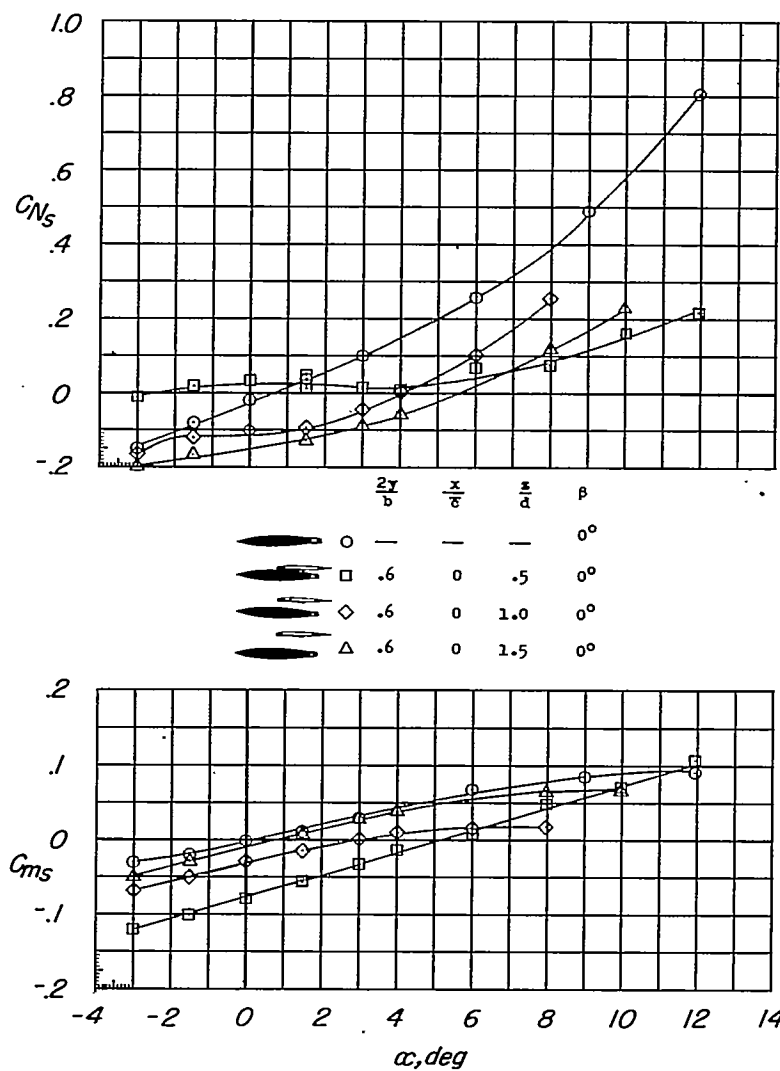 1.0
.8
.6
C_Ns
.4
.2
0
-.2
2y/b x/c z/d β
— — — 0°
.6 0 .5 0°
.6 0 1.0 0°
.6 0 1.5 0°
.2
.1
0
C_ms
-.1
-.2
-4 -2 0 2 4 6 8 10 12 14
α, deg